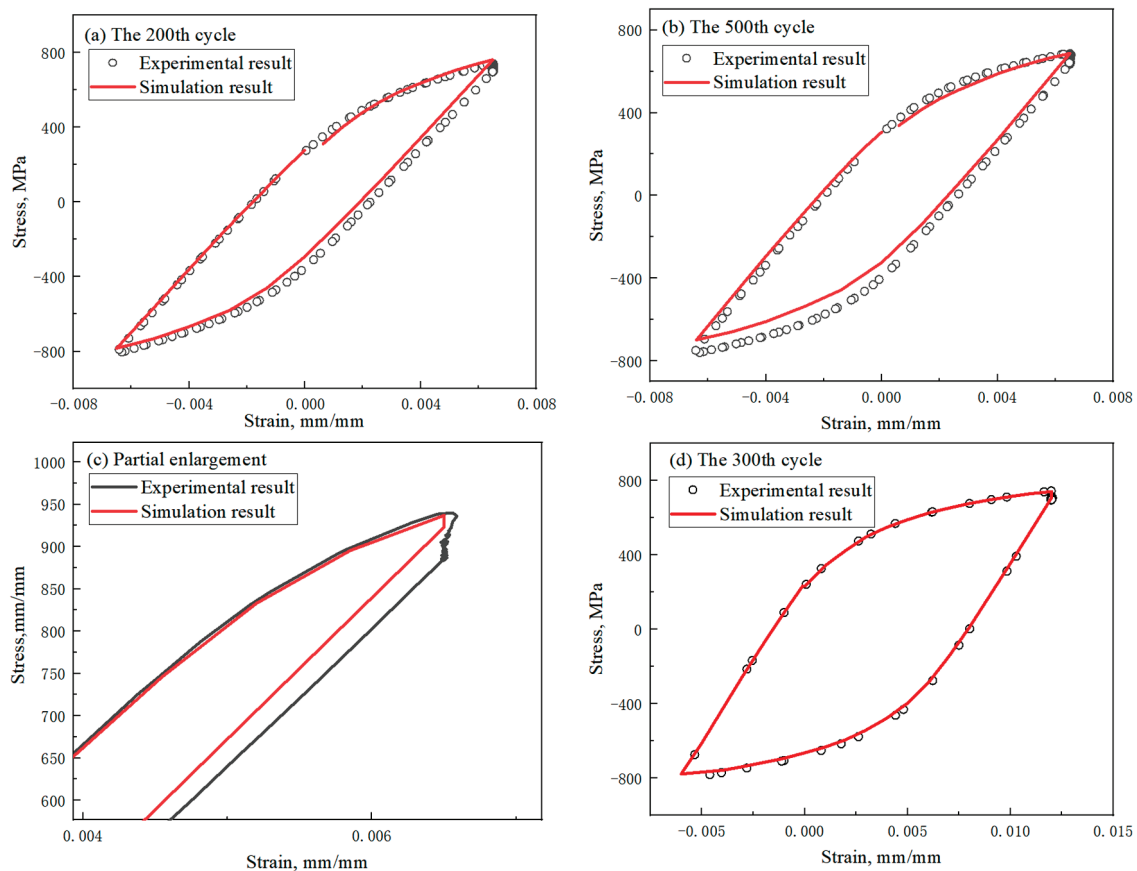 (a) The 200th cycle
Experimental result
Simulation result
800
400
0
−400
−800
Stress, MPa
−0.008
−0.004
0.000
0.004
0.008
Strain, mm/mm
(b) The 500th cycle
Experimental result
Simulation result
800
400
0
−400
−800
Stress, MPa
−0.008
−0.004
0.000
0.004
0.008
Strain, mm/mm
(c) Partial enlargement
Experimental result
Simulation result
1000
950
900
850
800
750
700
650
600
Stress,mm/mm
0.004
0.006
Strain, mm/mm
(d) The 300th cycle
Experimental result
Simulation result
800
400
0
−400
−800
Stress, MPa
−0.005
0.000
0.005
0.010
0.015
Strain, mm/mm